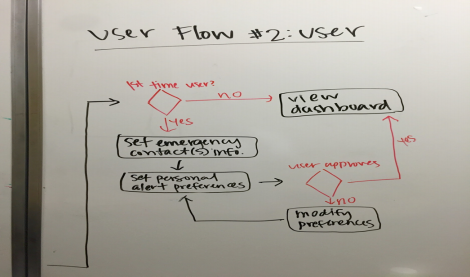 User Flow #2: User
1st time user?
no
view
dashboard
yes
set emergency
contact(s) info.
user approves
yes
set personal
alert preferences
no
modify
preferences